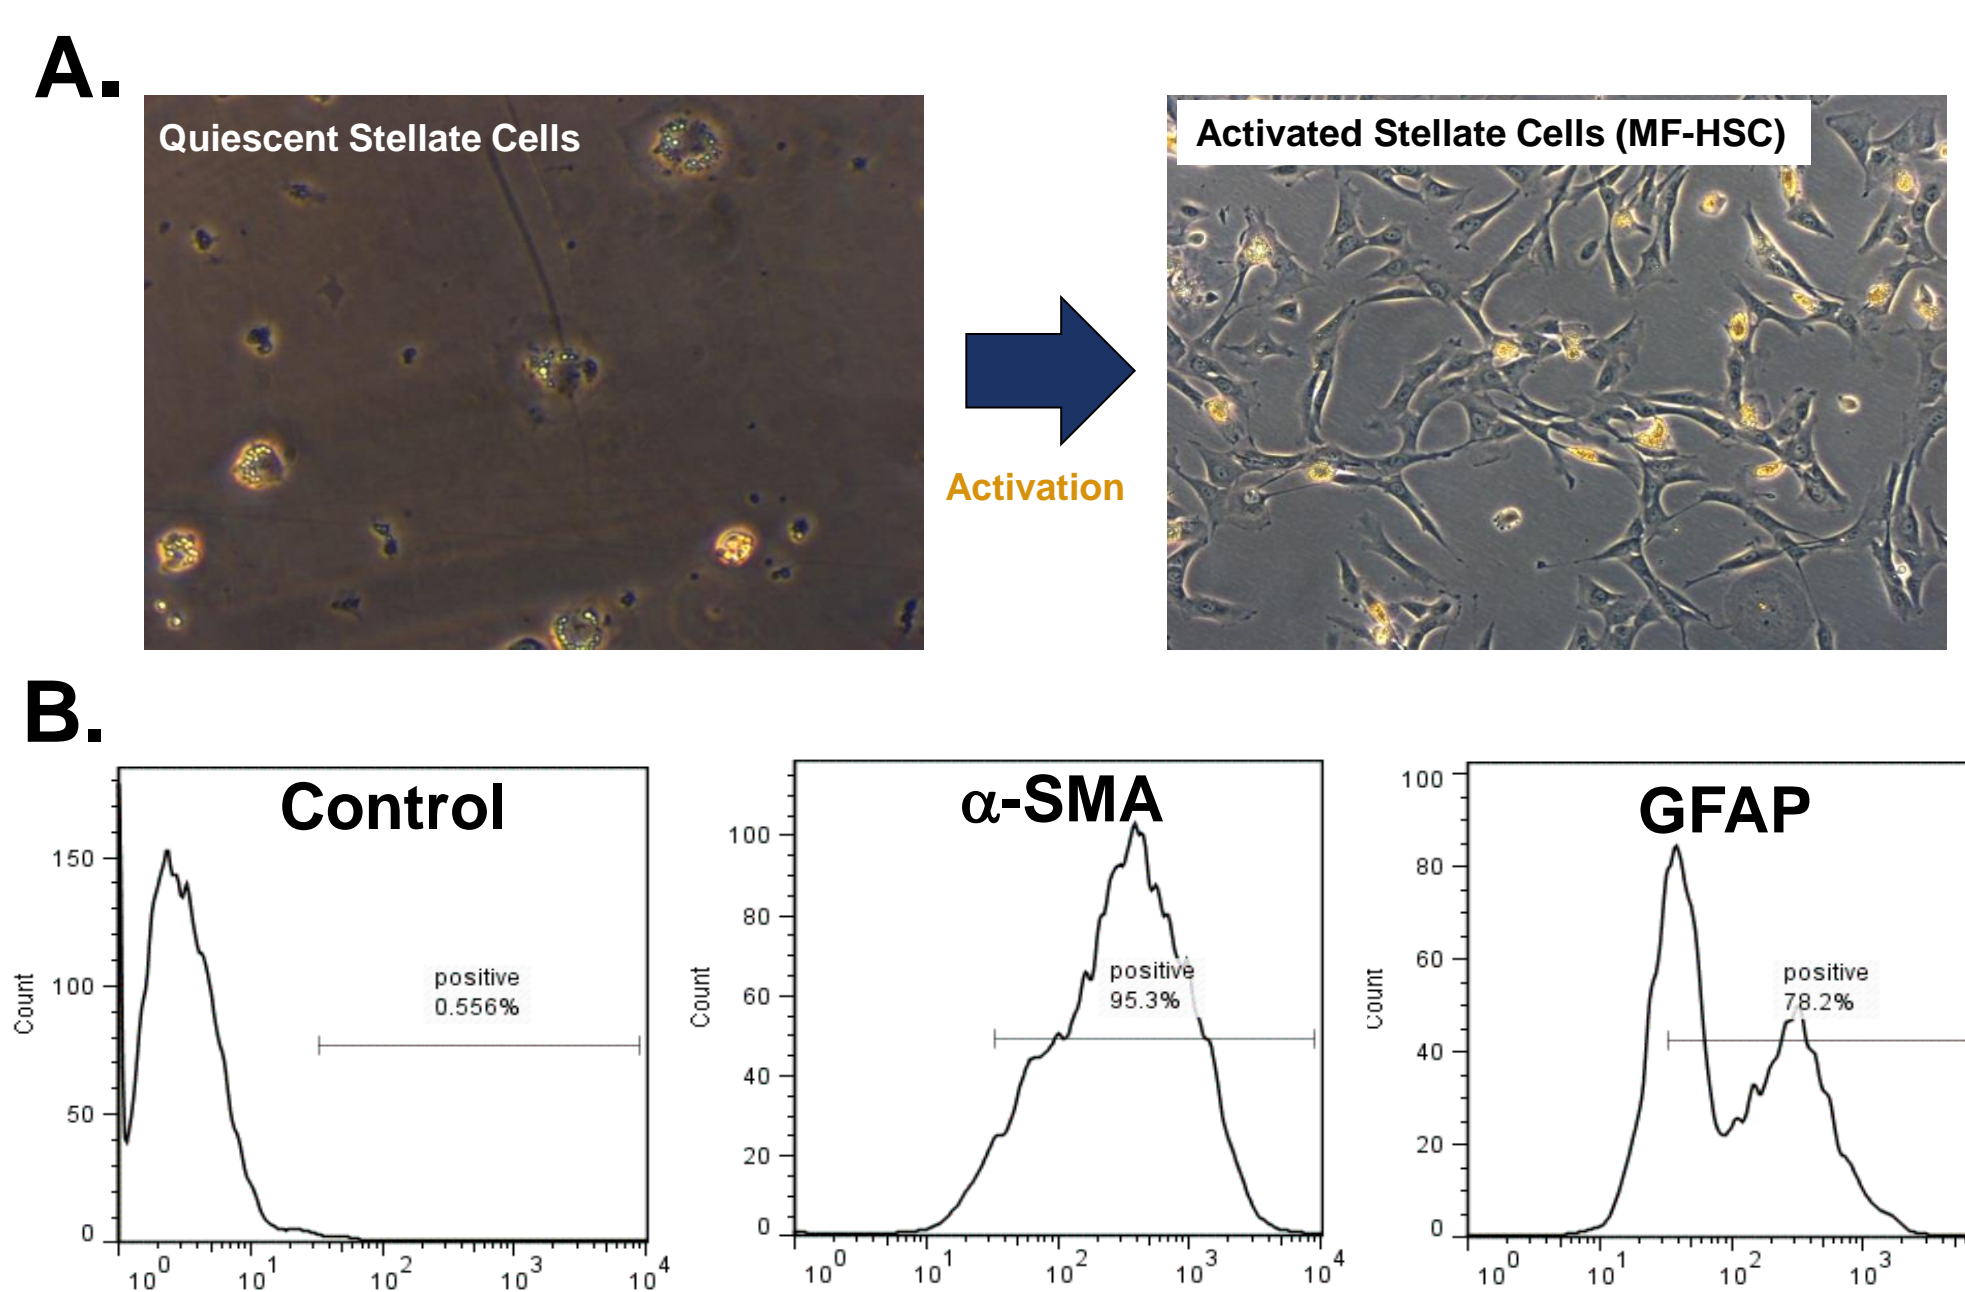 A.
Quiescent Stellate Cells
Activated Stellate Cells (MF-HSC)
Activation
B.
Control
Count
150
100
50
0
positive
0.556%
10^0 10^1 10^2 10^3 10^4
α-SMA
Count
100
80
60
40
20
0
positive
95.3%
10^0 10^1 10^2 10^3 10^4
GFAP
Count
100
80
60
40
20
0
positive
78.2%
10^0 10^1 10^2 10^3